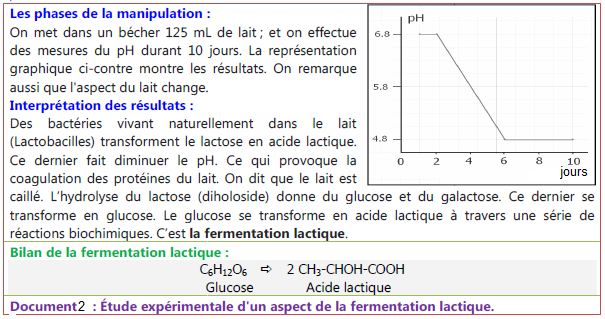 Les phases de la manipulation :
On met dans un bécher 125 mL de lait ; et on effectue
des mesures du pH durant 10 jours. La représentation
graphique ci-contre montre les résultats. On remarque
aussi que l'aspect du lait change.
Interprétation des résultats :
Des bactéries vivant naturellement dans le lait
(Lactobacilles) transforment le lactose en acide lactique.
Ce dernier fait diminuer le pH. Ce qui provoque la
coagulation des protéines du lait. On dit que le lait est
caillé. L'hydrolyse du lactose (diholoside) donne du glucose et du galactose. Ce dernier se
transforme en glucose. Le glucose se transforme en acide lactique à travers une série de
réactions biochimiques. C'est la fermentation lactique.
pH
6.8
5.8
4.8
0 2 4 6 8 10
jours
Bilan de la fermentation lactique :
C₆H₁₂O₆ ⇨ 2 CH₃-CHOH-COOH
Glucose Acide lactique
Document2 : Étude expérimentale d'un aspect de la fermentation lactique.